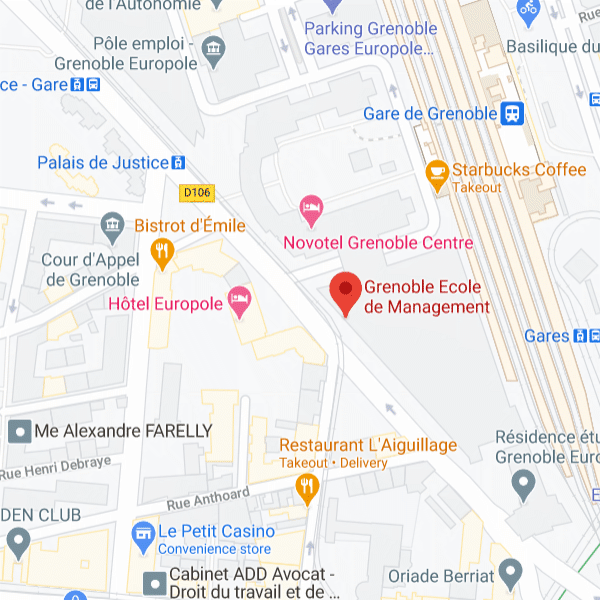 de l'Autonomie
Parking Grenoble
Gares Europole...
Rue
Pôle emploi -
Grenoble Europole
Basilique du
ce - Gare
Gare de Grenoble
Palais de Justice
Starbucks Coffee
Takeout
D106
Bistrot d'Émile
Novotel Grenoble Centre
Cour d'Appel
de Grenoble
Hôtel Europole
Grenoble Ecole
de Management
Gares
Me Alexandre FARELLY
Restaurant L'Aiguillage
Takeout • Delivery
Résidence étu
Grenoble Euro
Rue Henri Debraye
Rue Anthoard
DEN CLUB
Le Petit Casino
Convenience store
E
Cabinet ADD Avocat -
Droit du travail et de ...
Oriade Berriat